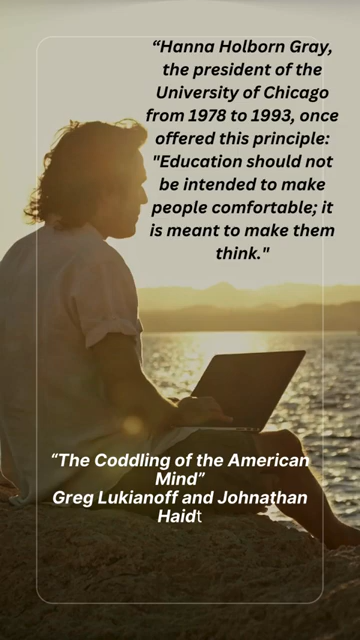 “Hanna Holborn Gray,
the president of the
University of Chicago
from 1978 to 1993, once
offered this principle:
"Education should not
be intended to make
people comfortable; it
is meant to make them
think."
“The Coddling of the American
Mind”
Greg Lukianoff and Johnathan
Haidt